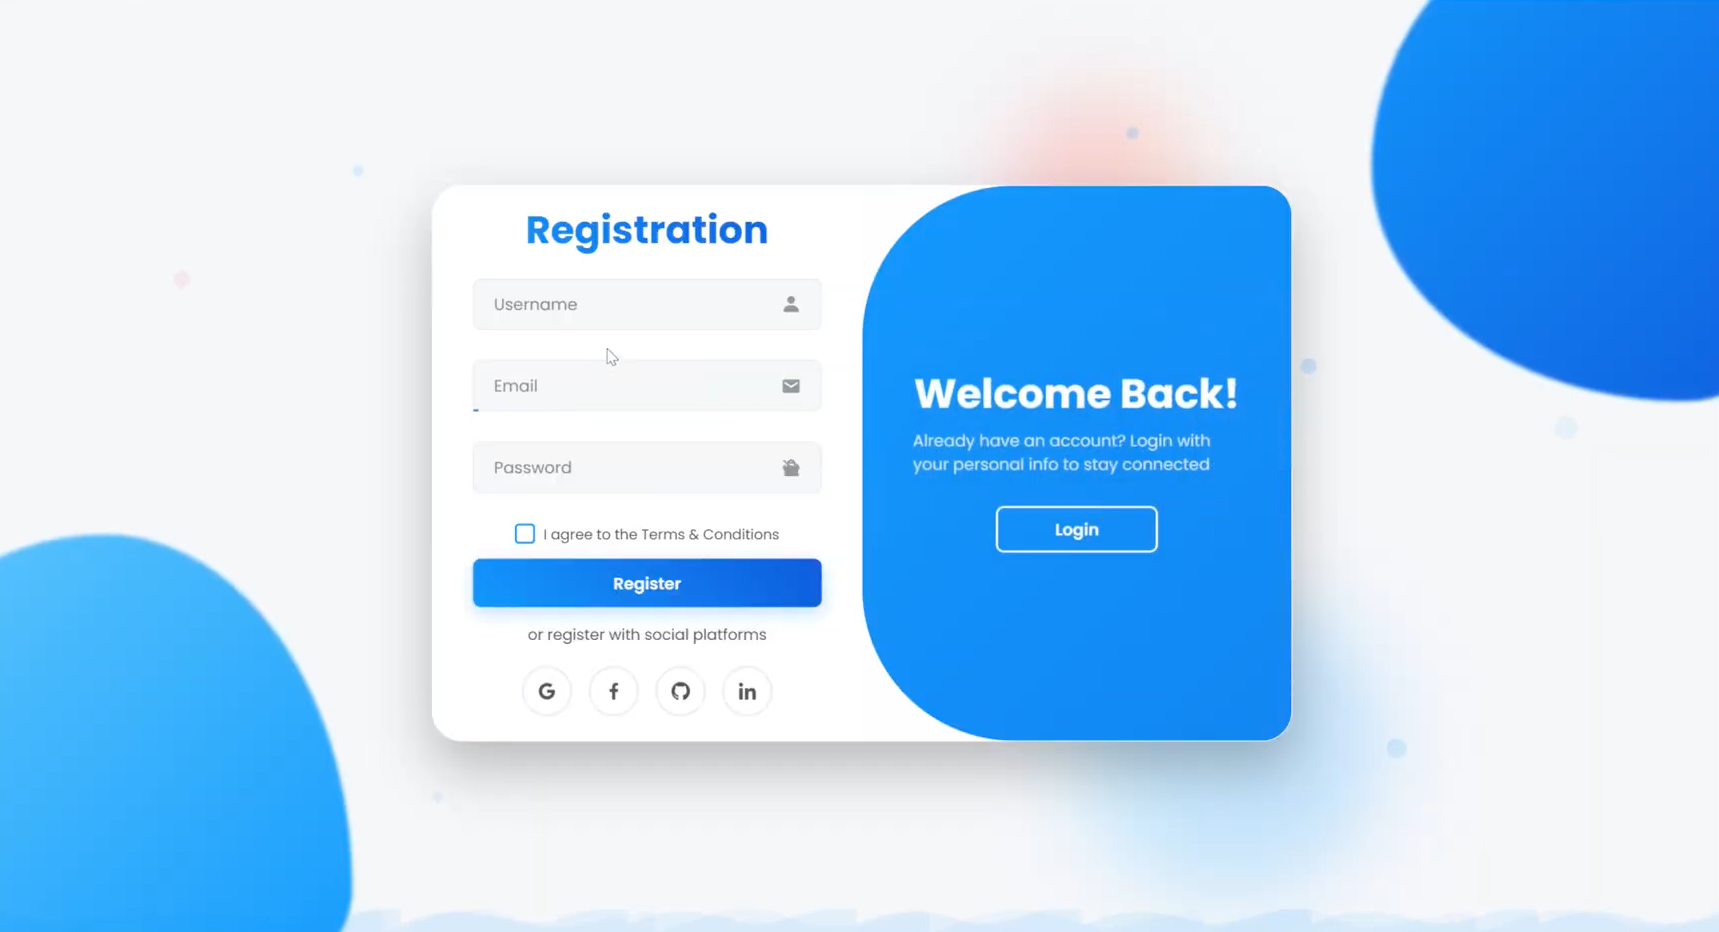 Registration
Username
Email
Password
I agree to the Terms & Conditions
Register
or register with social platforms
G f in
Welcome Back!
Already have an account? Login with
your personal info to stay connected
Login